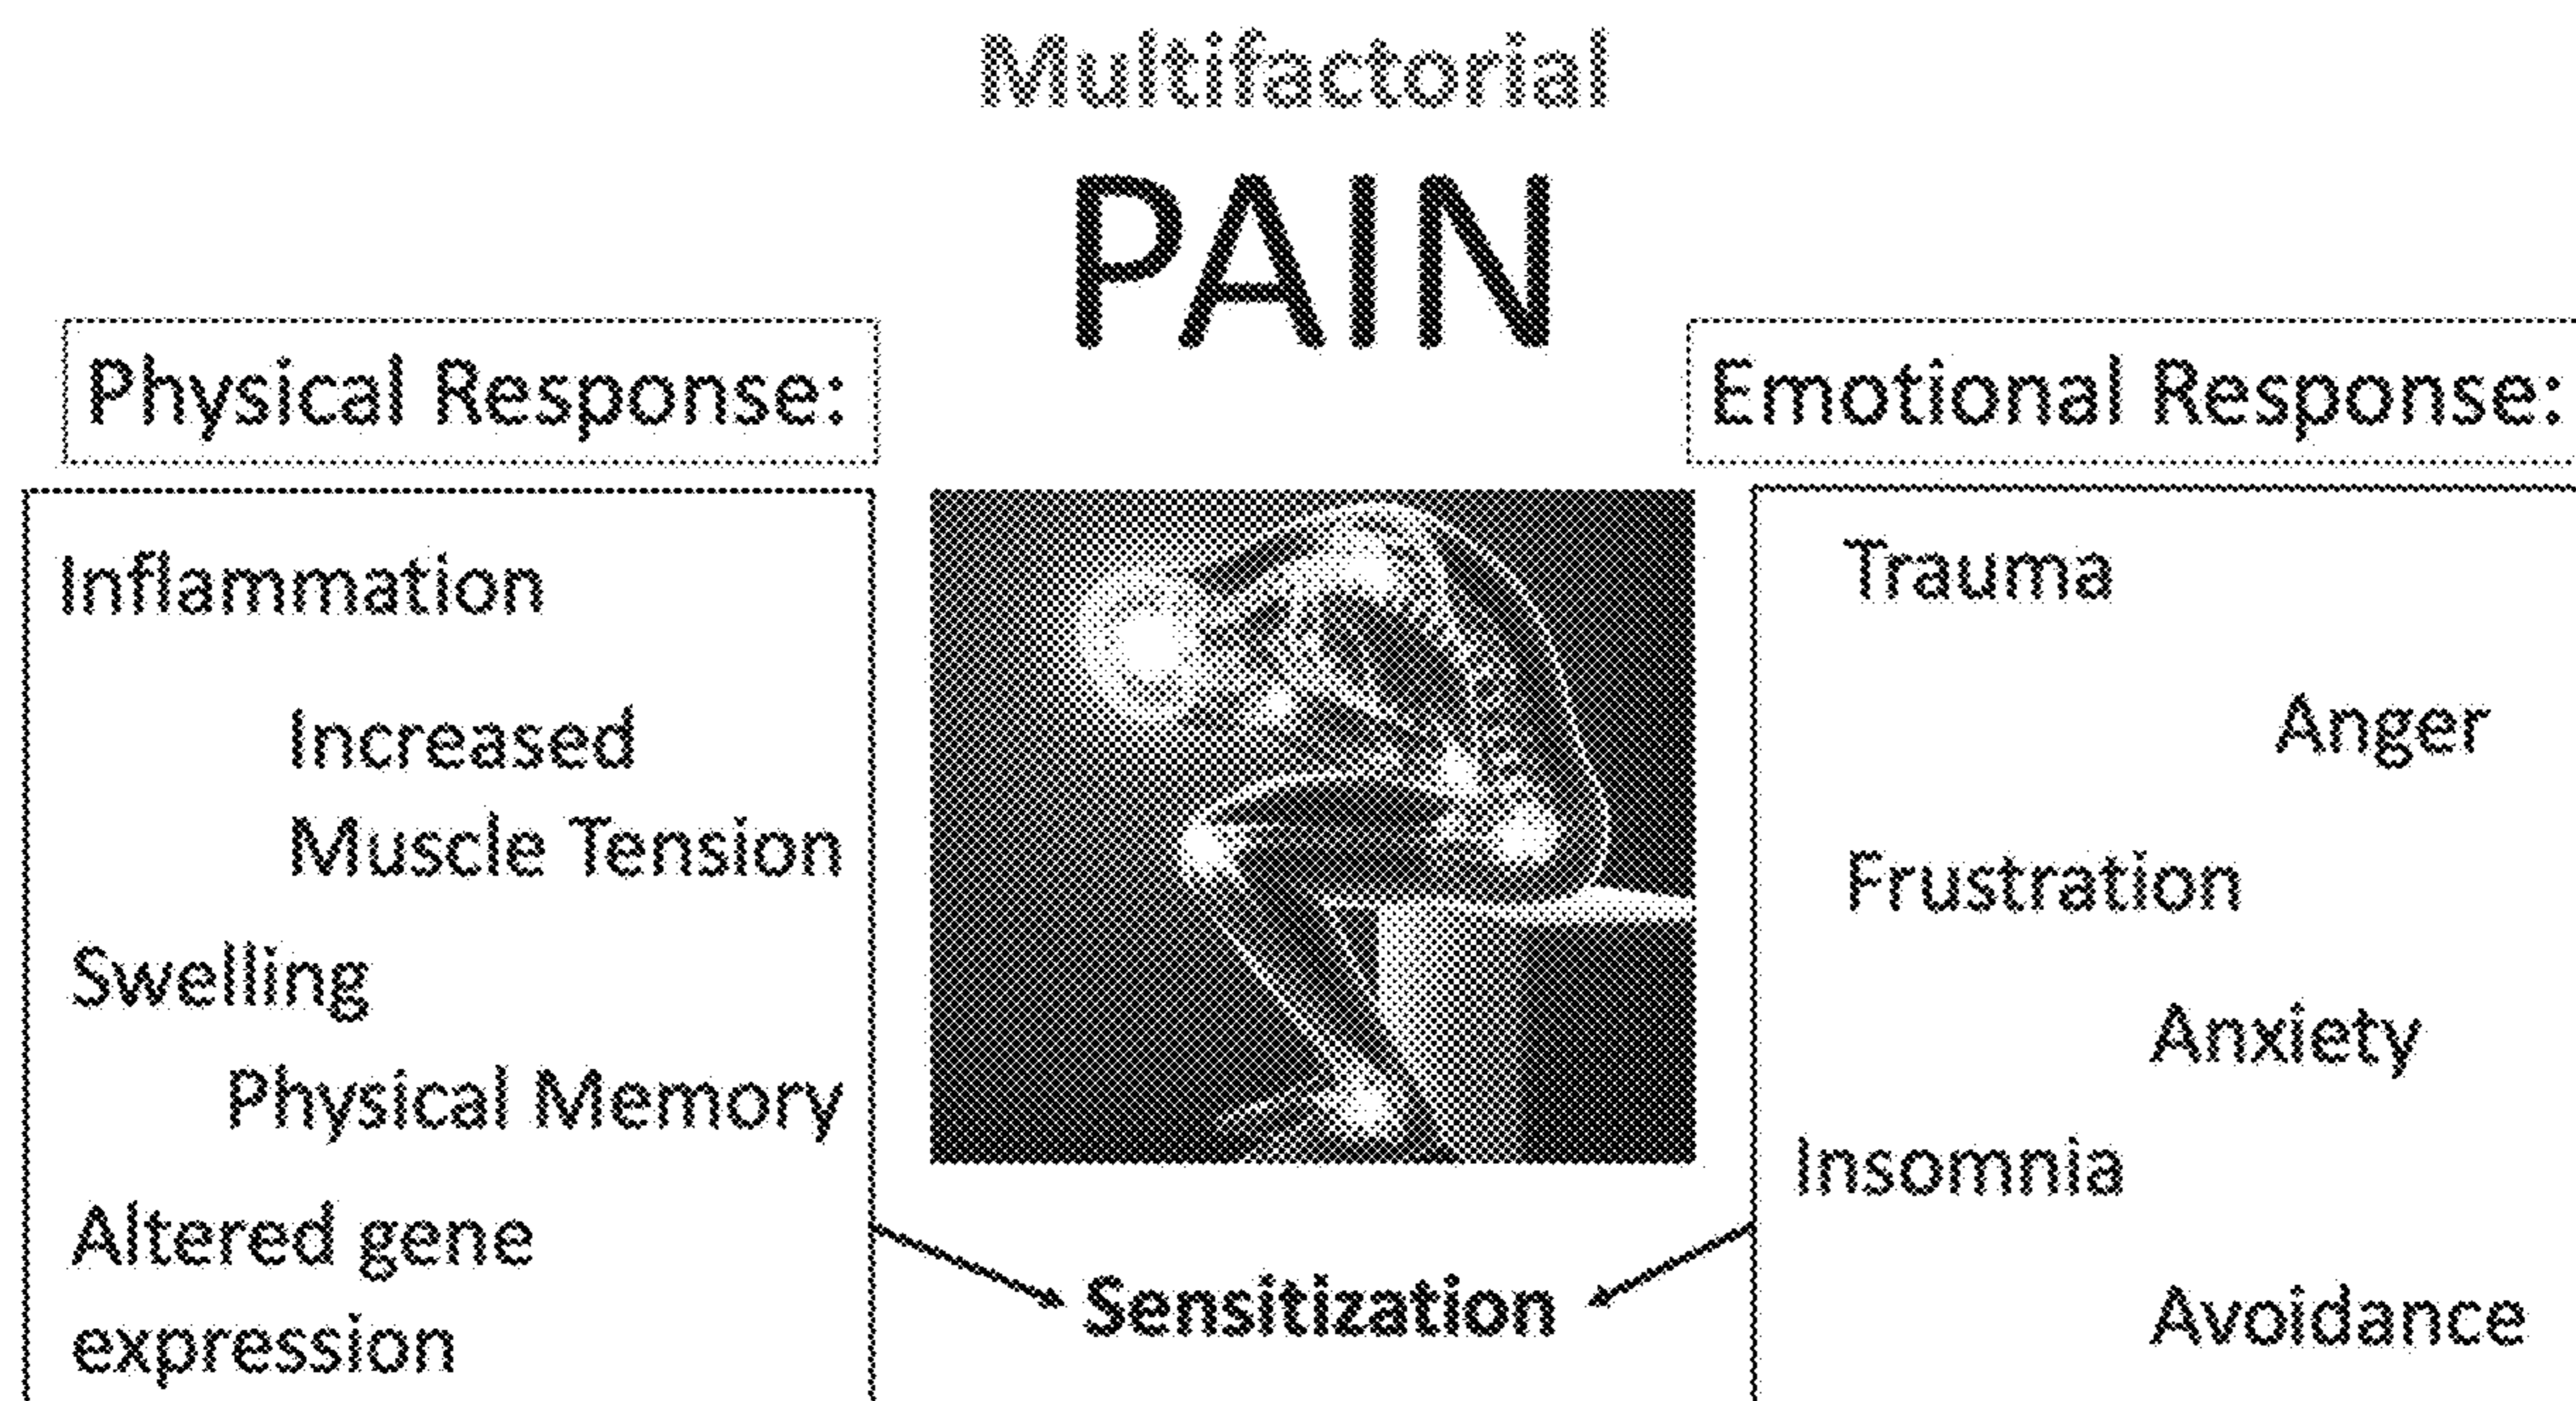 Multifactorial
PAIN
Physical Response:
Inflammation
Increased
Muscle Tension
Swelling
Physical Memory
Altered gene
expression
Emotional Response:
Trauma
Anger
Frustration
Anxiety
Insomnia
Avoidance
Sensitization